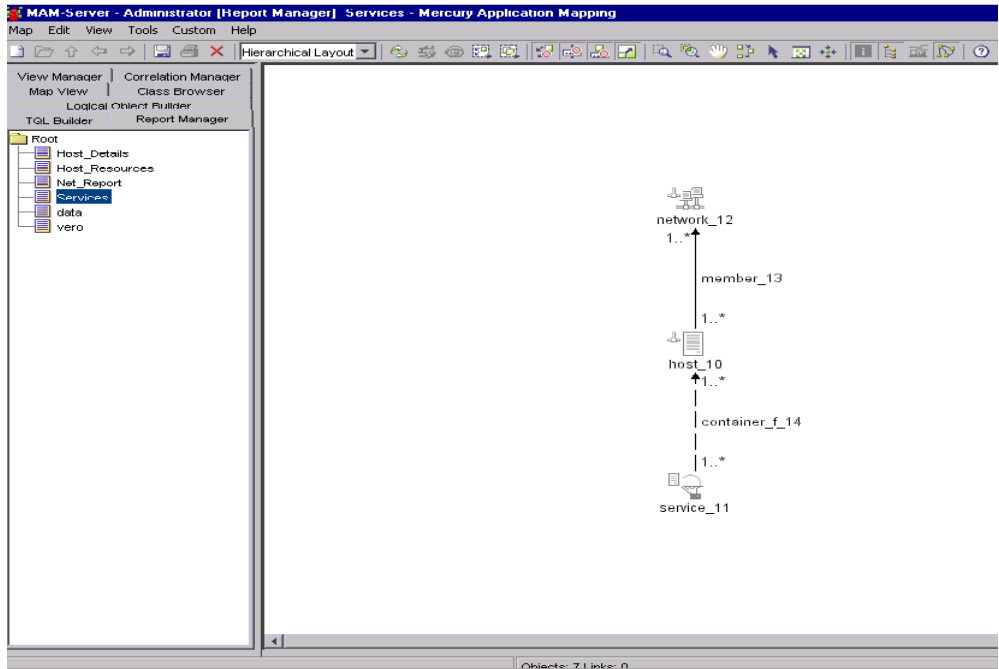 MAM-Server - Administrator [Report Manager] Services - Mercury Application Mapping
Map Edit View Tools Custom Help
Hierarchical Layout
View Manager Correlation Manager
Map View Class Browser
Logical Object Builder
TQL Builder Report Manager
Root
Host_Details
Host_Resources
Net_Report
Services
data
vero
network_12
1..*
member_13
1..*
host_10
1..*
container_f_14
1..*
service_11
Objects: 7 Links: 0